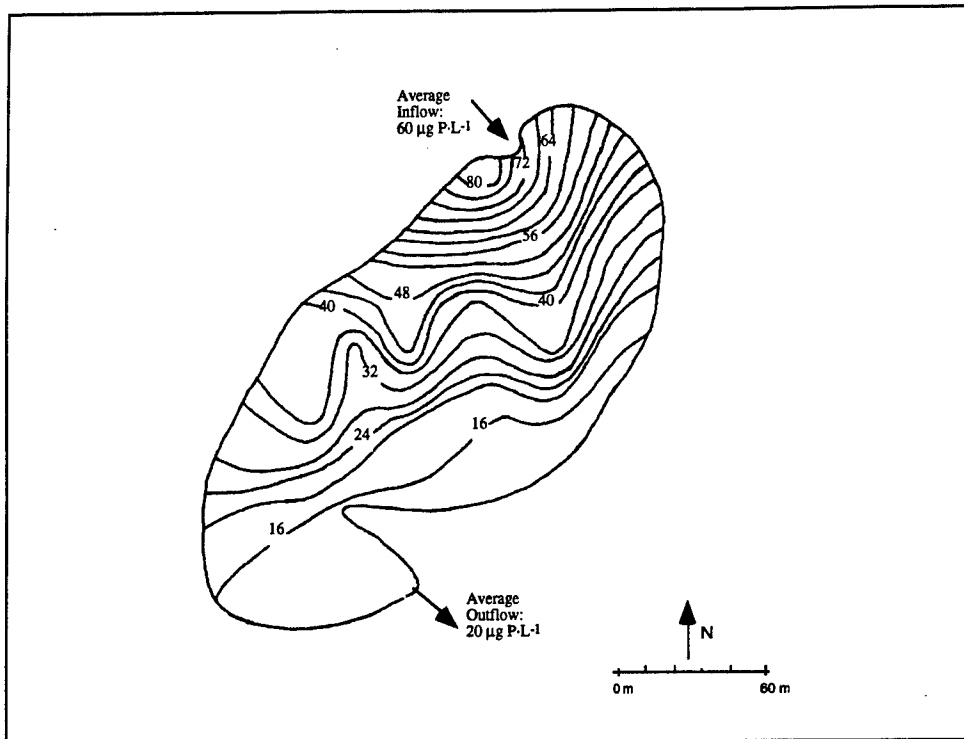 Average
Inflow:
60 µg P·L-1
64
72
80
56
48
40
40
32
16
24
16
Average
Outflow:
20 µg P·L-1
N
0 m
60 m